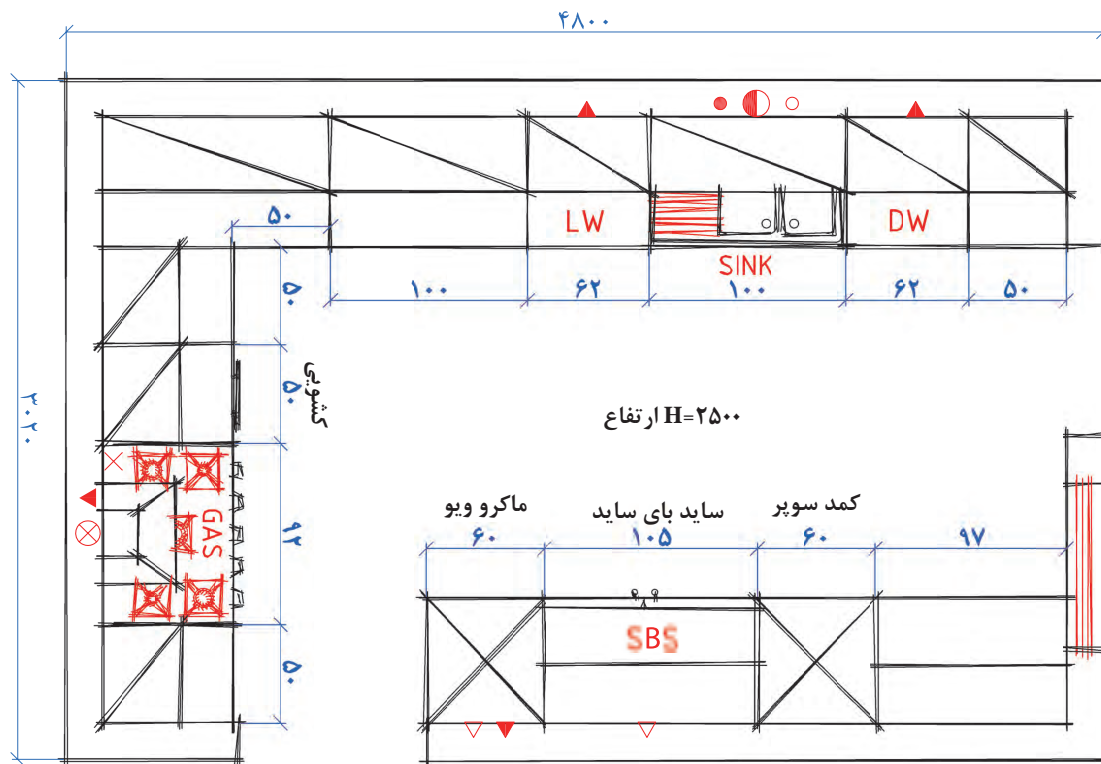 ۴۸۰۰
۳۰۲۰
LW
DW
SINK
۵۰
۱۰۰
۶۲
۱۰۰
۶۲
۵۰
۵۰
۵۰
کشویی
۹۲
۵۰
GAS
ارتفاع H=۲۵۰۰
ماکرو ویو
ساید بای ساید
کمد سوپر
۶۰
۱۰۵
۶۰
۹۷
SBS